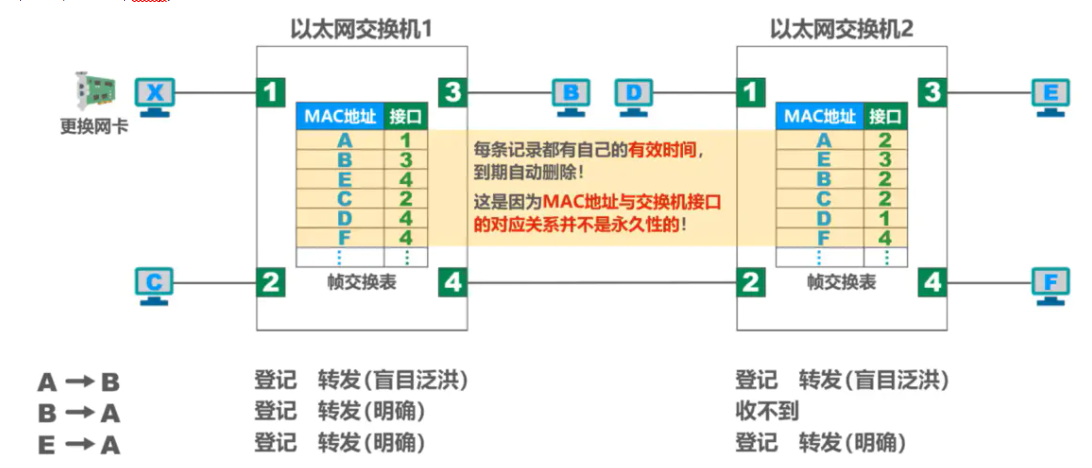 以太网交换机1
以太网交换机2
X
更换网卡
1
3
B
D
1
3
E
MAC地址 接口
A 1
B 3
E 4
C 2
D 4
F 4
⋮ ⋮
帧交换表
每条记录都有自己的有效时间，
到期自动删除！
这是因为MAC地址与交换机接口
的对应关系并不是永久性的！
MAC地址 接口
A 2
E 3
B 2
C 2
D 1
F 4
⋮ ⋮
帧交换表
C
2
4
2
4
F
A → B 登记 转发(盲目泛洪) 登记 转发(盲目泛洪)
B → A 登记 转发(明确) 收不到
E → A 登记 转发(明确) 登记 转发(明确)